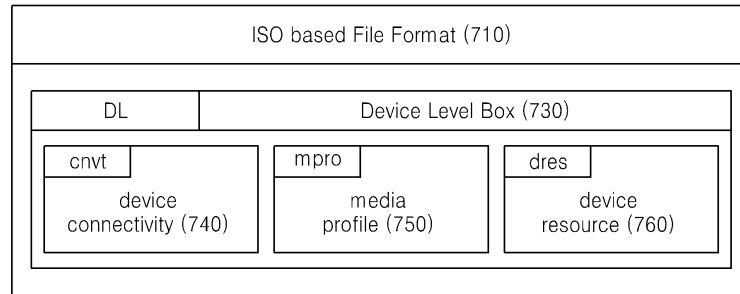 ISO based File Format (710)
DL
Device Level Box (730)
cnvt
device
connectivity (740)
mpro
media
profile (750)
dres
device
resource (760)